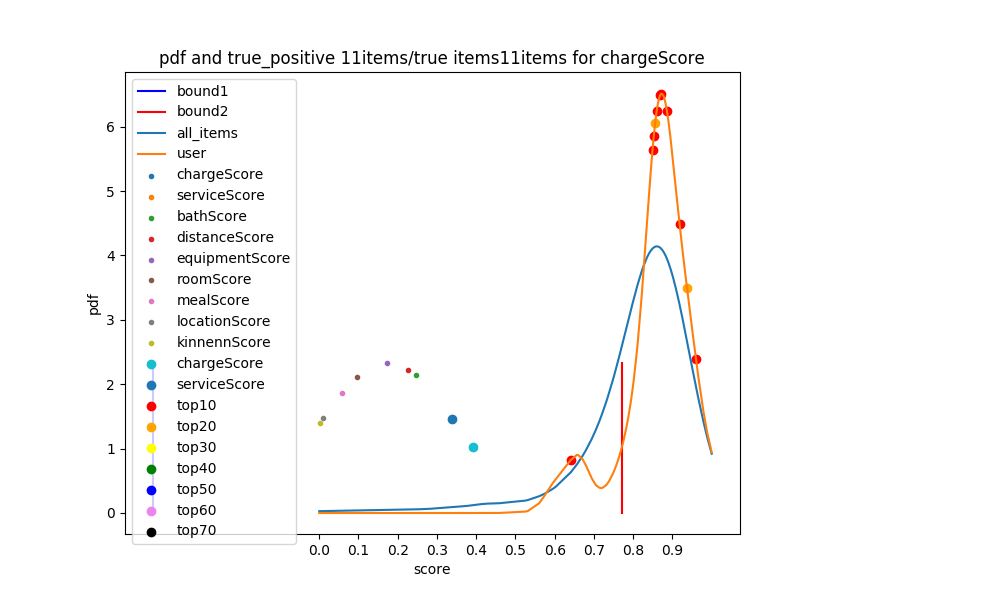 pdf and true_positive 11items/true items11items for chargeScore
bound1
bound2
all_items
user
chargeScore
serviceScore
bathScore
distanceScore
equipmentScore
roomScore
mealScore
locationScore
kinnennScore
chargeScore
serviceScore
top10
top20
top30
top40
top50
top60
top70
pdf
6
5
4
3
2
1
0
0.0 0.1 0.2 0.3 0.4 0.5 0.6 0.7 0.8 0.9
score